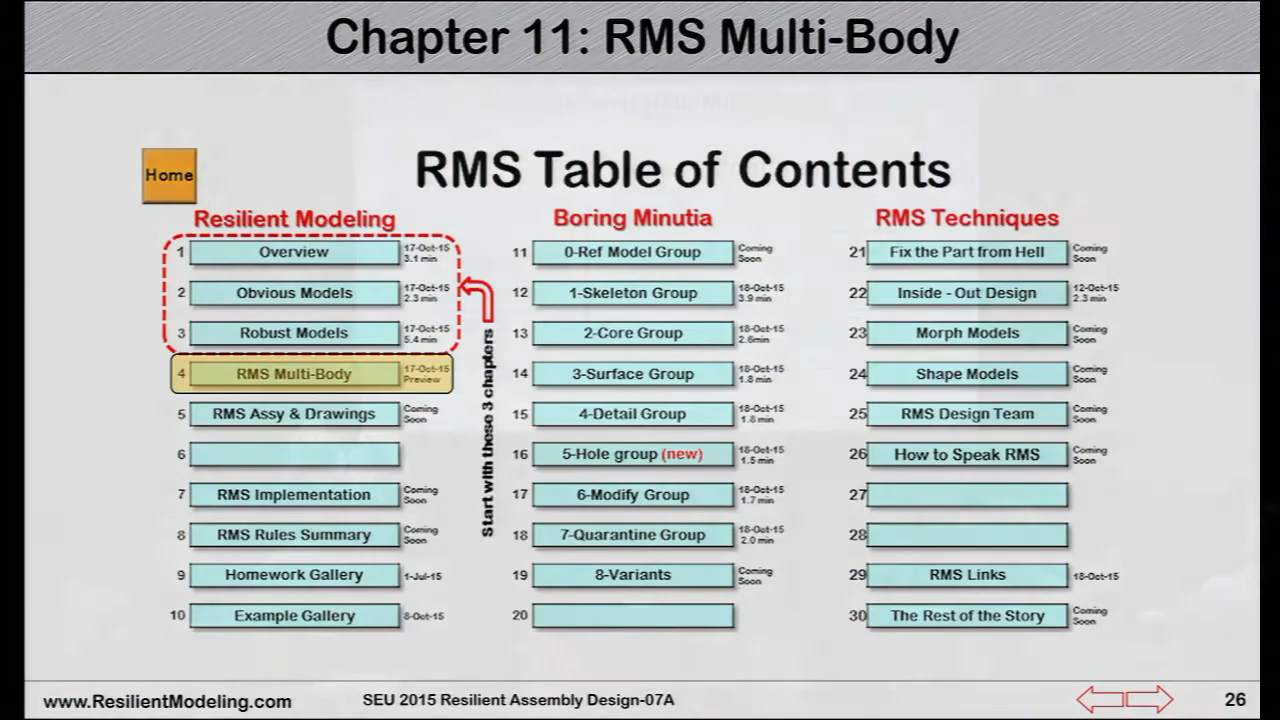 Chapter 11: RMS Multi-Body
Home
RMS Table of Contents
Resilient Modeling
1 Overview 17-Oct-15 3.1 min
2 Obvious Models 17-Oct-15 2.3 min
3 Robust Models 17-Oct-15 5.4 min
4 RMS Multi-Body 17-Oct-15 Preview
5 RMS Assy & Drawings Coming Soon
6
7 RMS Implementation Coming Soon
8 RMS Rules Summary Coming Soon
9 Homework Gallery 1-Jul-15
10 Example Gallery 8-Oct-15
Start with these 3 chapters
Boring Minutia
11 0-Ref Model Group Coming Soon
12 1-Skeleton Group 18-Oct-15 3.9 min
13 2-Core Group 18-Oct-15 2.6min
14 3-Surface Group 18-Oct-15 1.8 min
15 4-Detail Group 18-Oct-15 1.8 min
16 5-Hole group (new) 18-Oct-15 1.5 min
17 6-Modify Group 18-Oct-15 1.7 min
18 7-Quarantine Group 18-Oct-15 2.0 min
19 8-Variants Coming Soon
20
RMS Techniques
21 Fix the Part from Hell Coming Soon
22 Inside - Out Design 12-Oct-15 2.3 min
23 Morph Models Coming Soon
24 Shape Models Coming Soon
25 RMS Design Team Coming Soon
26 How to Speak RMS Coming Soon
27
28
29 RMS Links 18-Oct-15
30 The Rest of the Story Coming Soon
www.ResilientModeling.com
SEU 2015 Resilient Assembly Design-07A
26